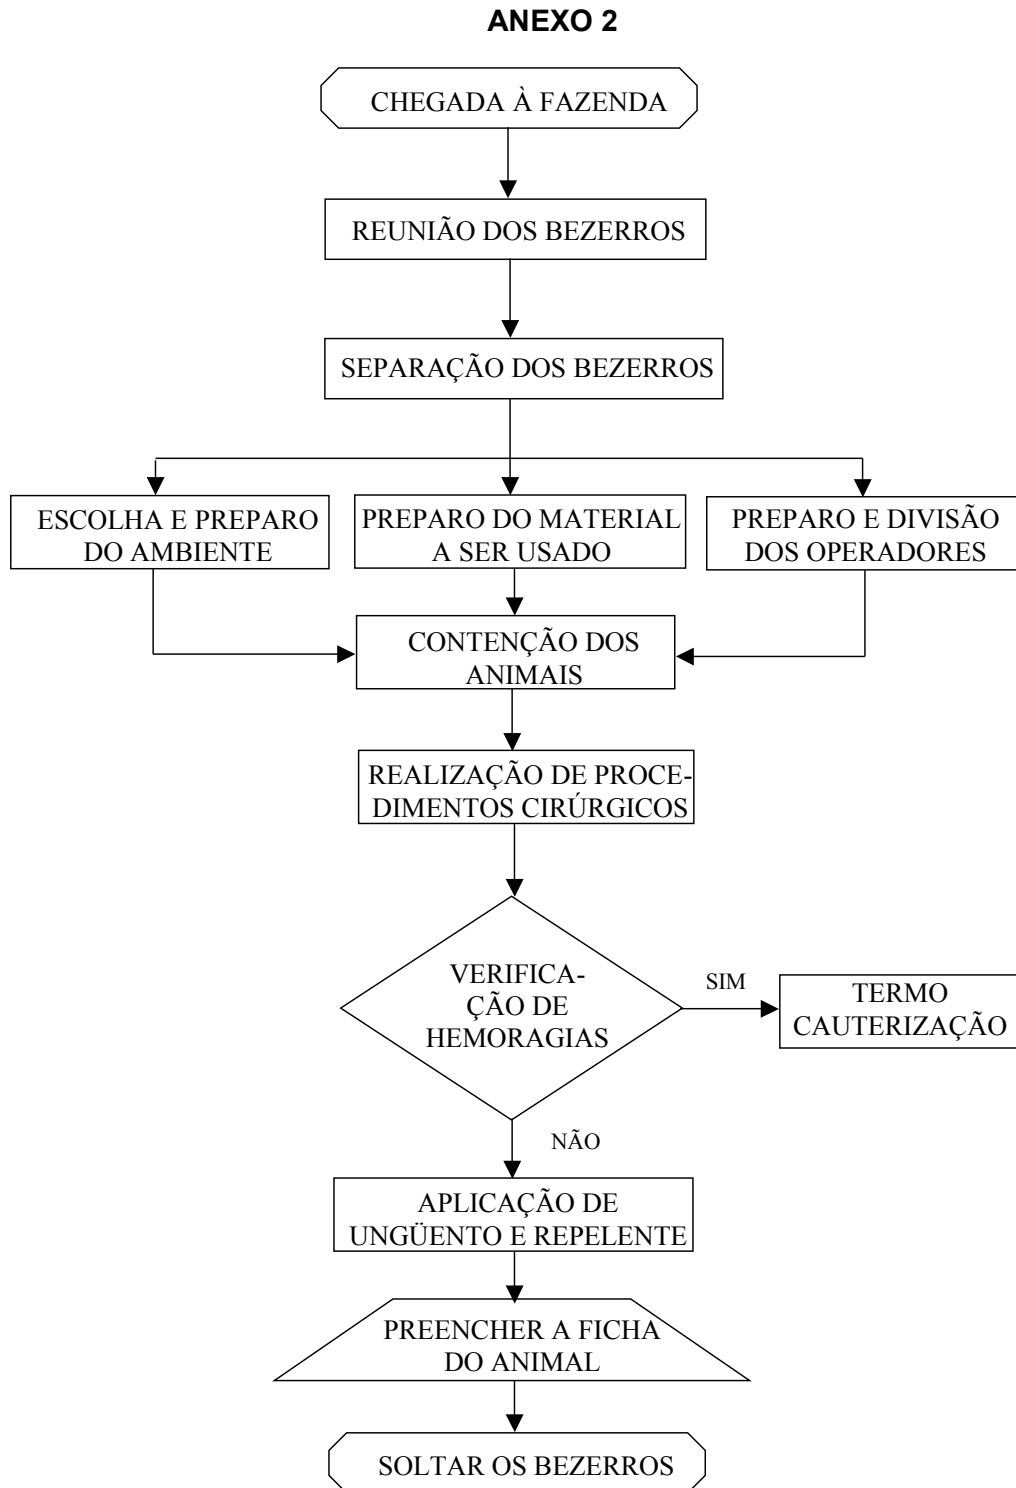 ANEXO 2
CHEGADA À FAZENDA
REUNIÃO DOS BEZERROS
SEPARAÇÃO DOS BEZERROS
ESCOLHA E PREPARO
DO AMBIENTE
PREPARO DO MATERIAL
A SER USADO
PREPARO E DIVISÃO
DOS OPERADORES
CONTENÇÃO DOS
ANIMAIS
REALIZAÇÃO DE PROCE-
DIMENTOS CIRÚRGICOS
VERIFICA-
ÇÃO DE
HEMORAGIAS
SIM
TERMO
CAUTERIZAÇÃO
NÃO
APLICAÇÃO DE
UNGÜENTO E REPELENTE
PREENCHER A FICHA
DO ANIMAL
SOLTAR OS BEZERROS